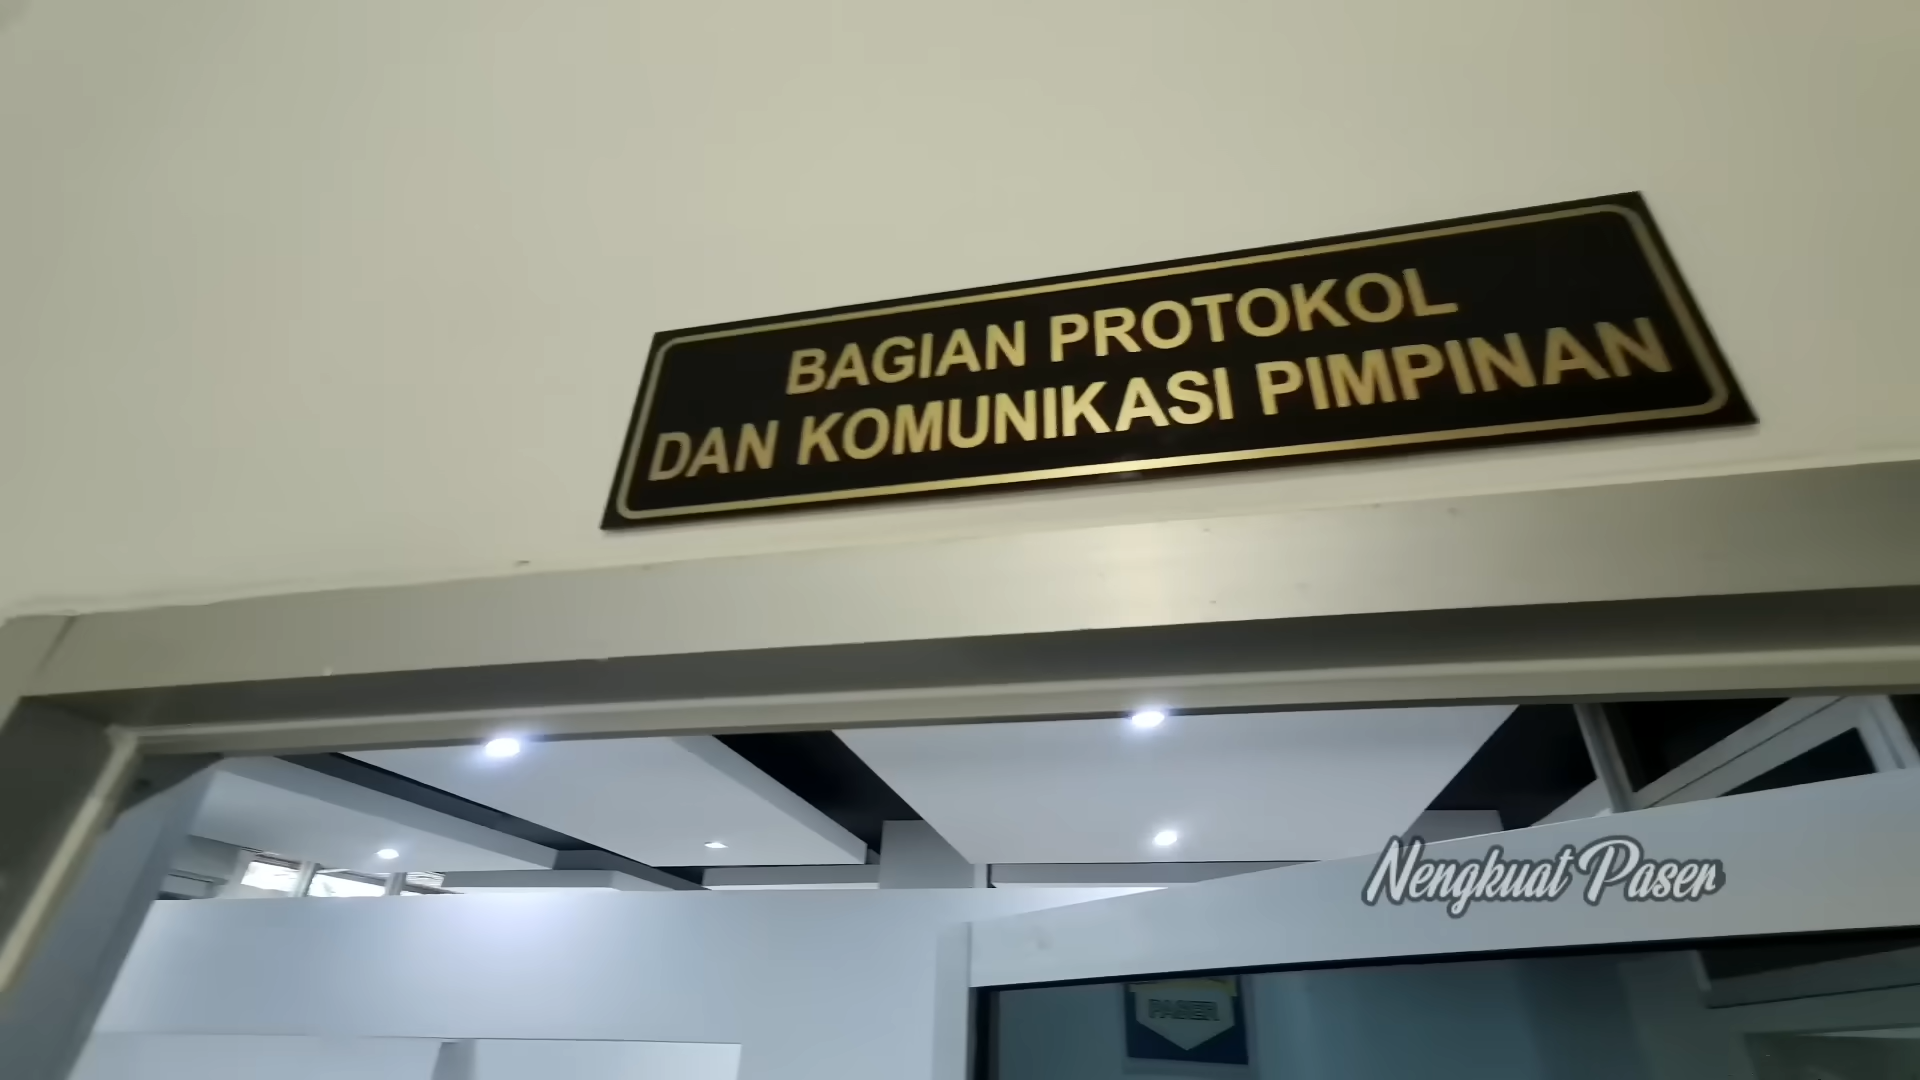 BAGIAN PROTOKOL
DAN KOMUNIKASI PIMPINAN
Nengkuat Paser
PASER